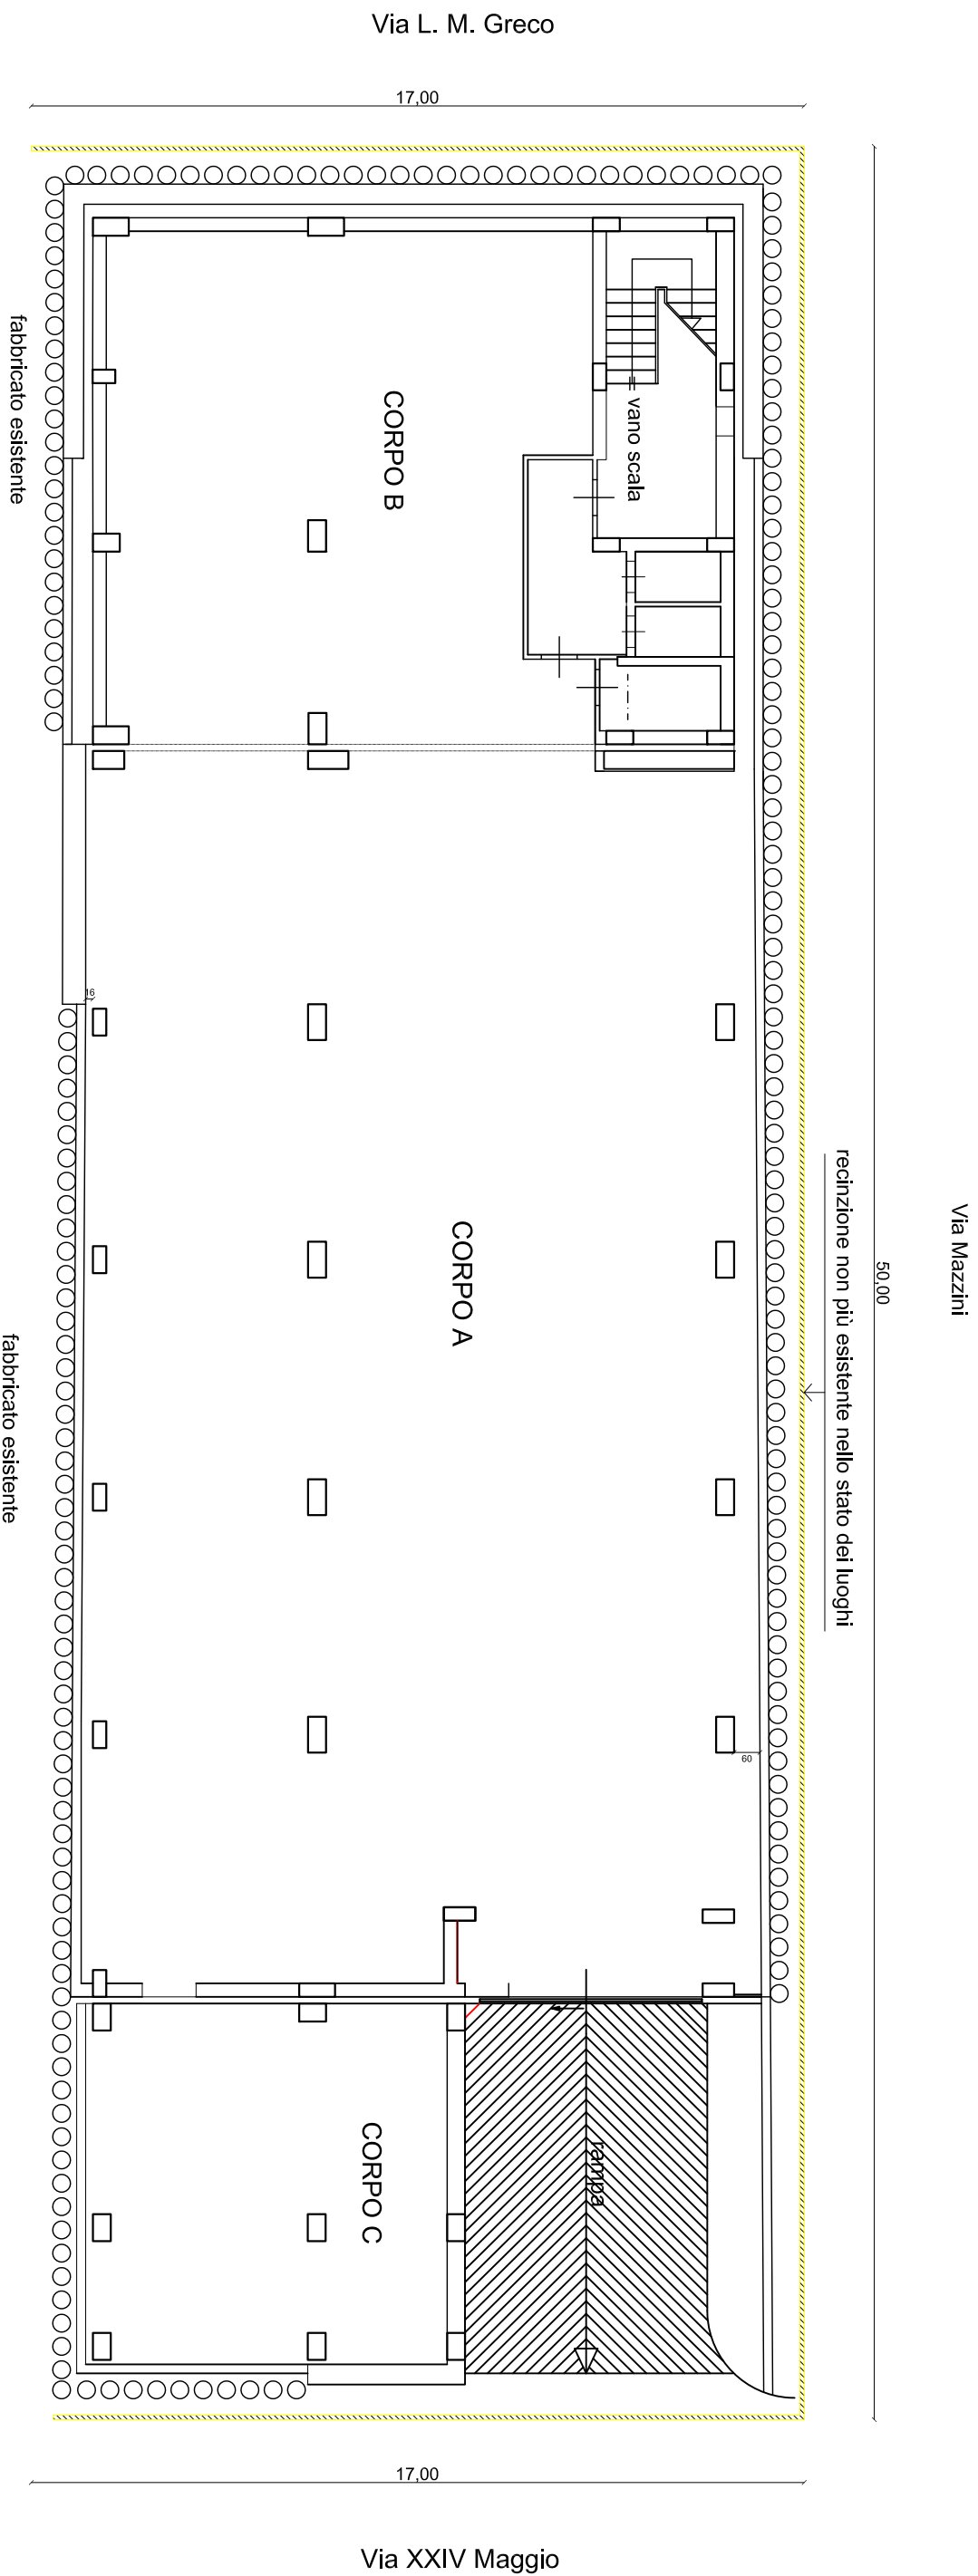 Via L. M. Greco
17,00
fabbricato esistente
CORPO B
vano scala
16
CORPO A
recinzione non più esistente nello stato dei luoghi
50,00
Via Mazzini
fabbricato esistente
60
CORPO C
rampa
17,00
Via XXIV Maggio